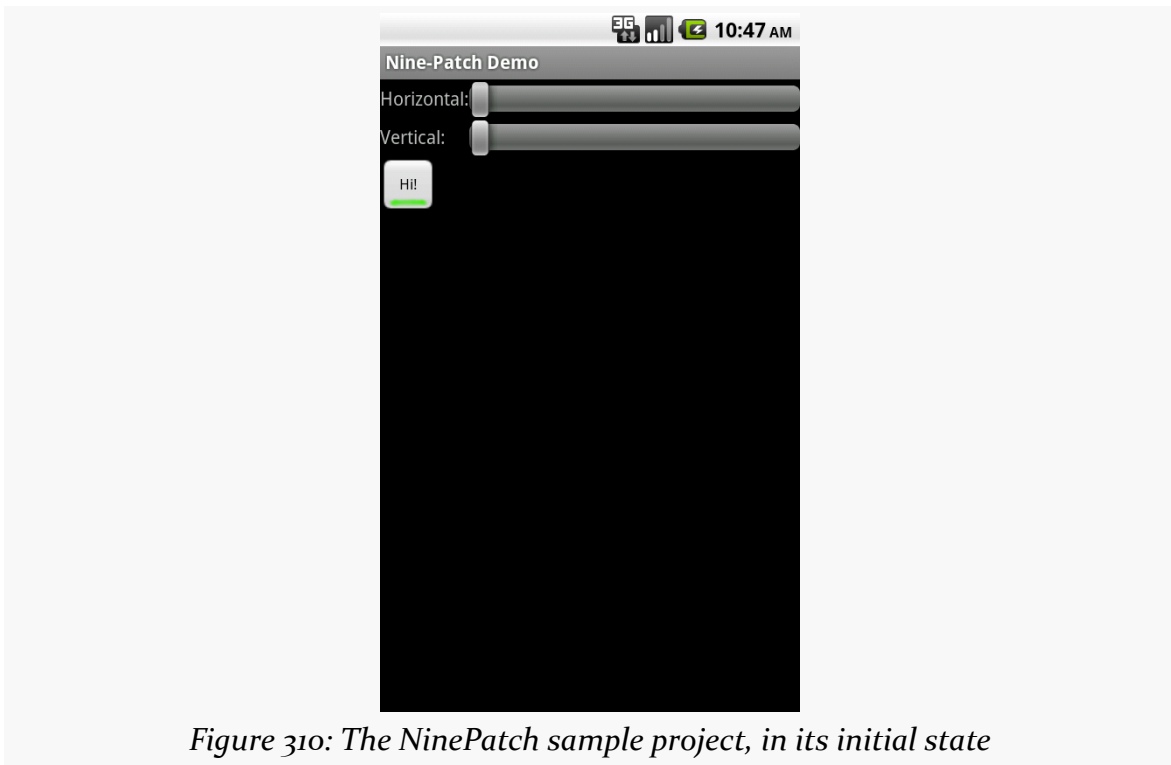 3G 10:47 AM
Nine-Patch Demo
Horizontal:
Vertical:
Hi!
Figure 310: The NinePatch sample project, in its initial state